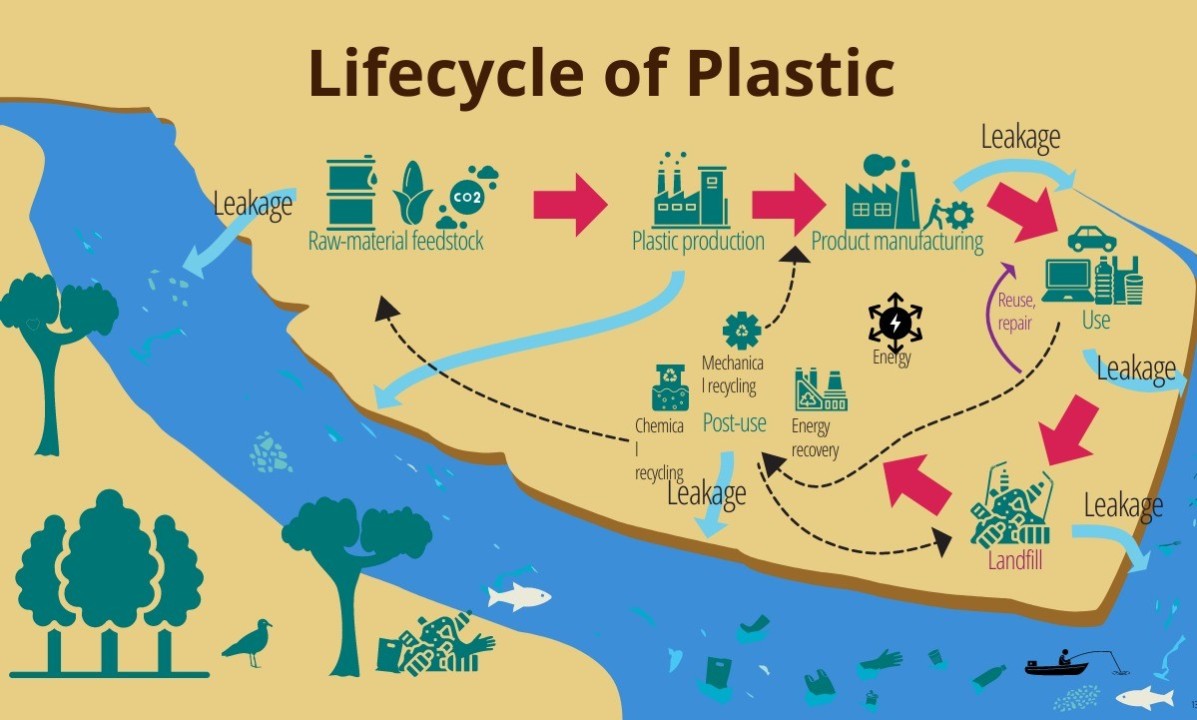 Lifecycle of Plastic
Leakage
Leakage
CO2
Raw-material feedstock
Plastic production
Product manufacturing
Reuse,
repair
Use
Energy
Mechanica
l recycling
Leakage
Chemica
l
recycling
Post-use
Energy
recovery
Leakage
Leakage
Landfill